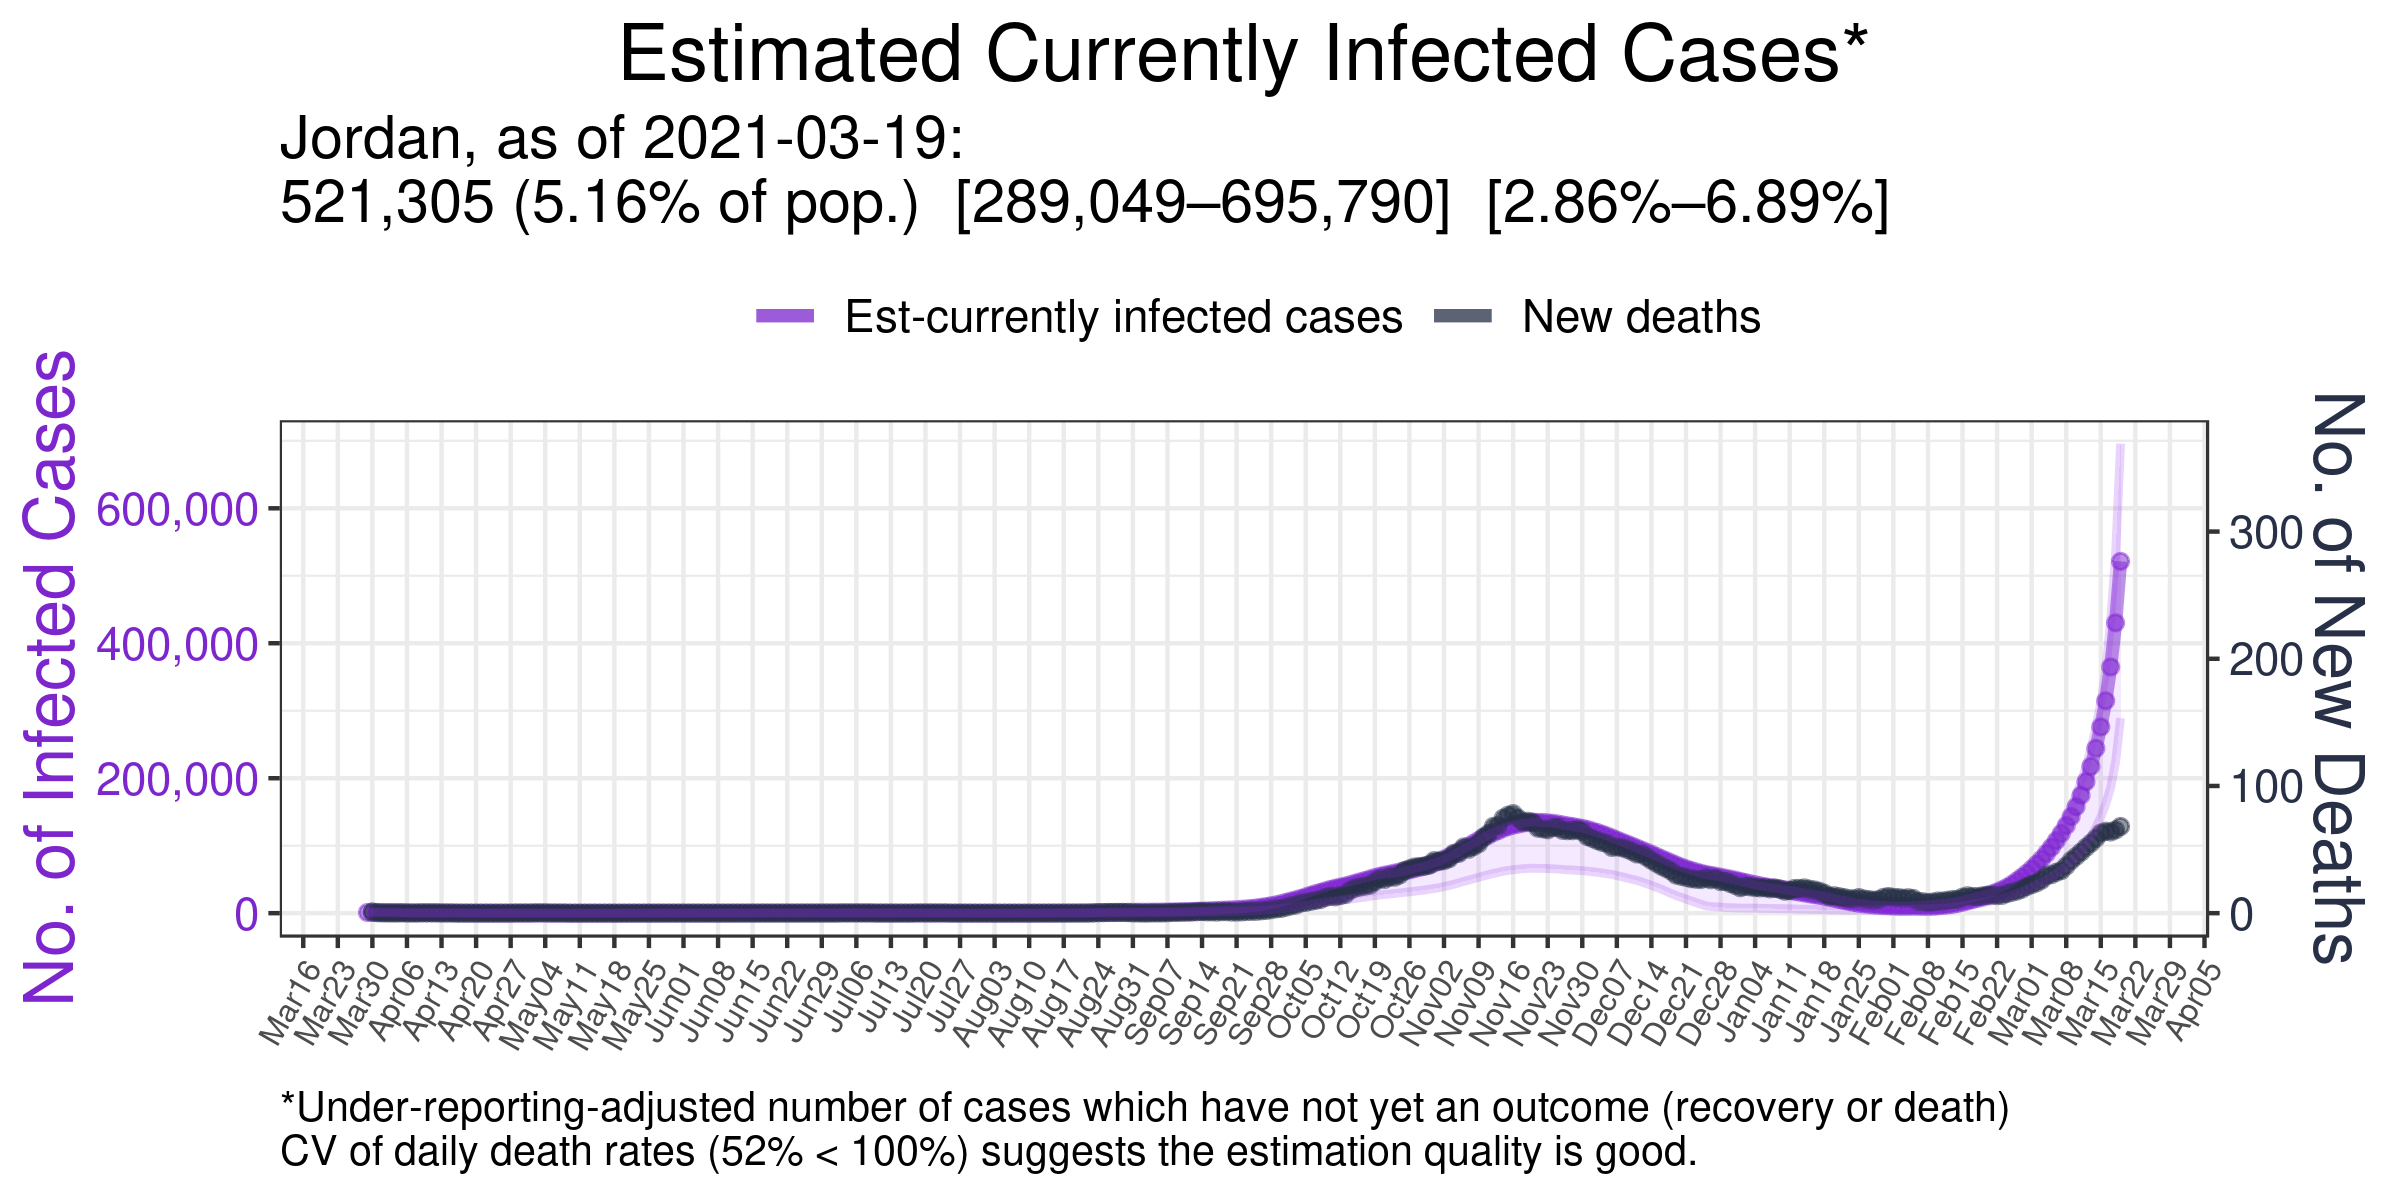 Estimated Currently Infected Cases*
Jordan, as of 2021-03-19:
521,305 (5.16% of pop.) [289,049–695,790] [2.86%–6.89%]
Est-currently infected cases
New deaths
No. of Infected Cases
600,000
400,000
200,000
0
300
200
100
0
No. of New Deaths
Mar16
Mar23
Mar30
Apr06
Apr13
Apr20
Apr27
May04
May11
May18
May25
Jun01
Jun08
Jun15
Jun22
Jun29
Jul06
Jul13
Jul20
Jul27
Aug03
Aug10
Aug17
Aug24
Aug31
Sep07
Sep14
Sep21
Sep28
Oct05
Oct12
Oct19
Oct26
Nov02
Nov09
Nov16
Nov23
Nov30
Dec07
Dec14
Dec21
Dec28
Jan04
Jan11
Jan18
Jan25
Feb01
Feb08
Feb15
Feb22
Mar01
Mar08
Mar15
Mar22
Mar29
Apr05
*Under-reporting-adjusted number of cases which have not yet an outcome (recovery or death)
CV of daily death rates (52% < 100%) suggests the estimation quality is good.